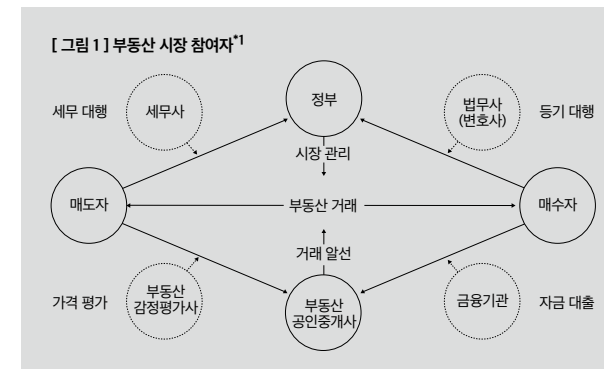 [ 그림 1 ] 부동산 시장 참여자*1
세무 대행
세무사
정부
법무사
(변호사)
등기 대행
시장 관리
매도자
부동산 거래
매수자
거래 알선
가격 평가
부동산
감정평가사
부동산
공인중개사
금융기관
자금 대출